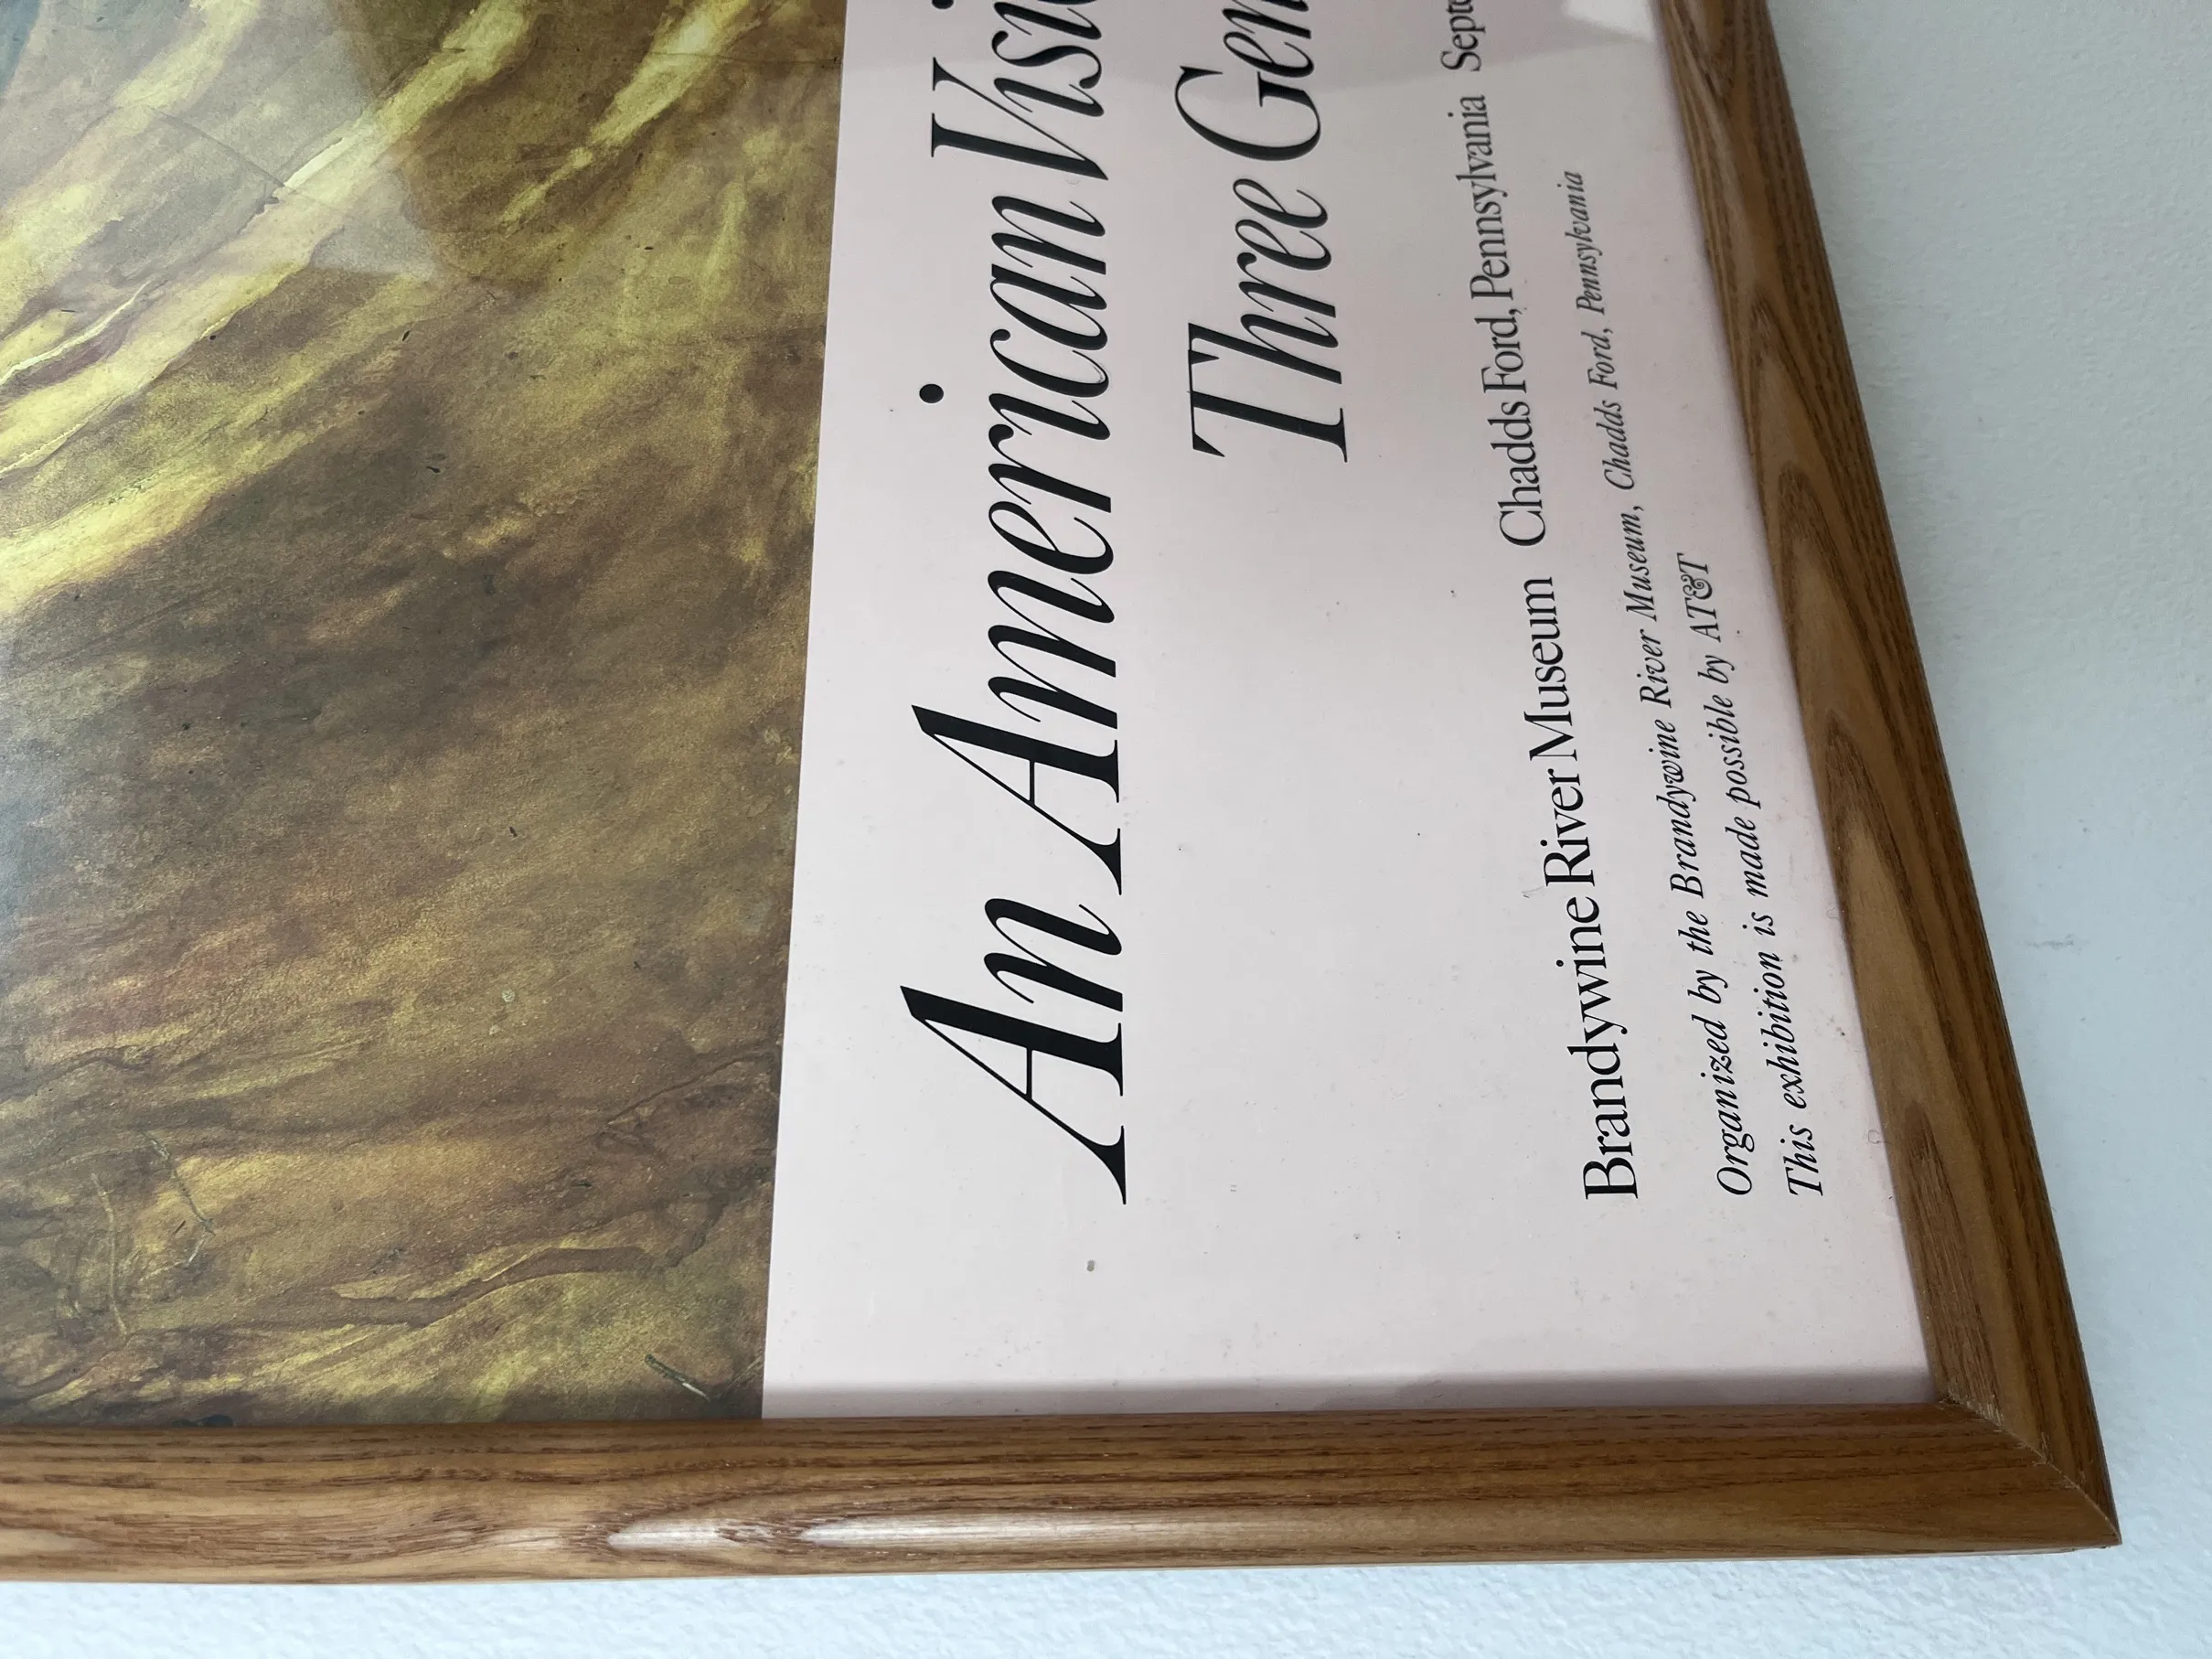 An American Visi
Three Gen
Brandywine River Museum Chadds Ford, Pennsylvania Septe
Organized by the Brandywine River Museum, Chadds Ford, Pennsylvania
This exhibition is made possible by AT&T